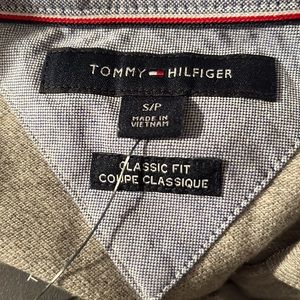 TOMMY HILFIGER
S/P
MADE IN
VIETNAM
CLASSIC FIT
COUPE CLASSIQUE